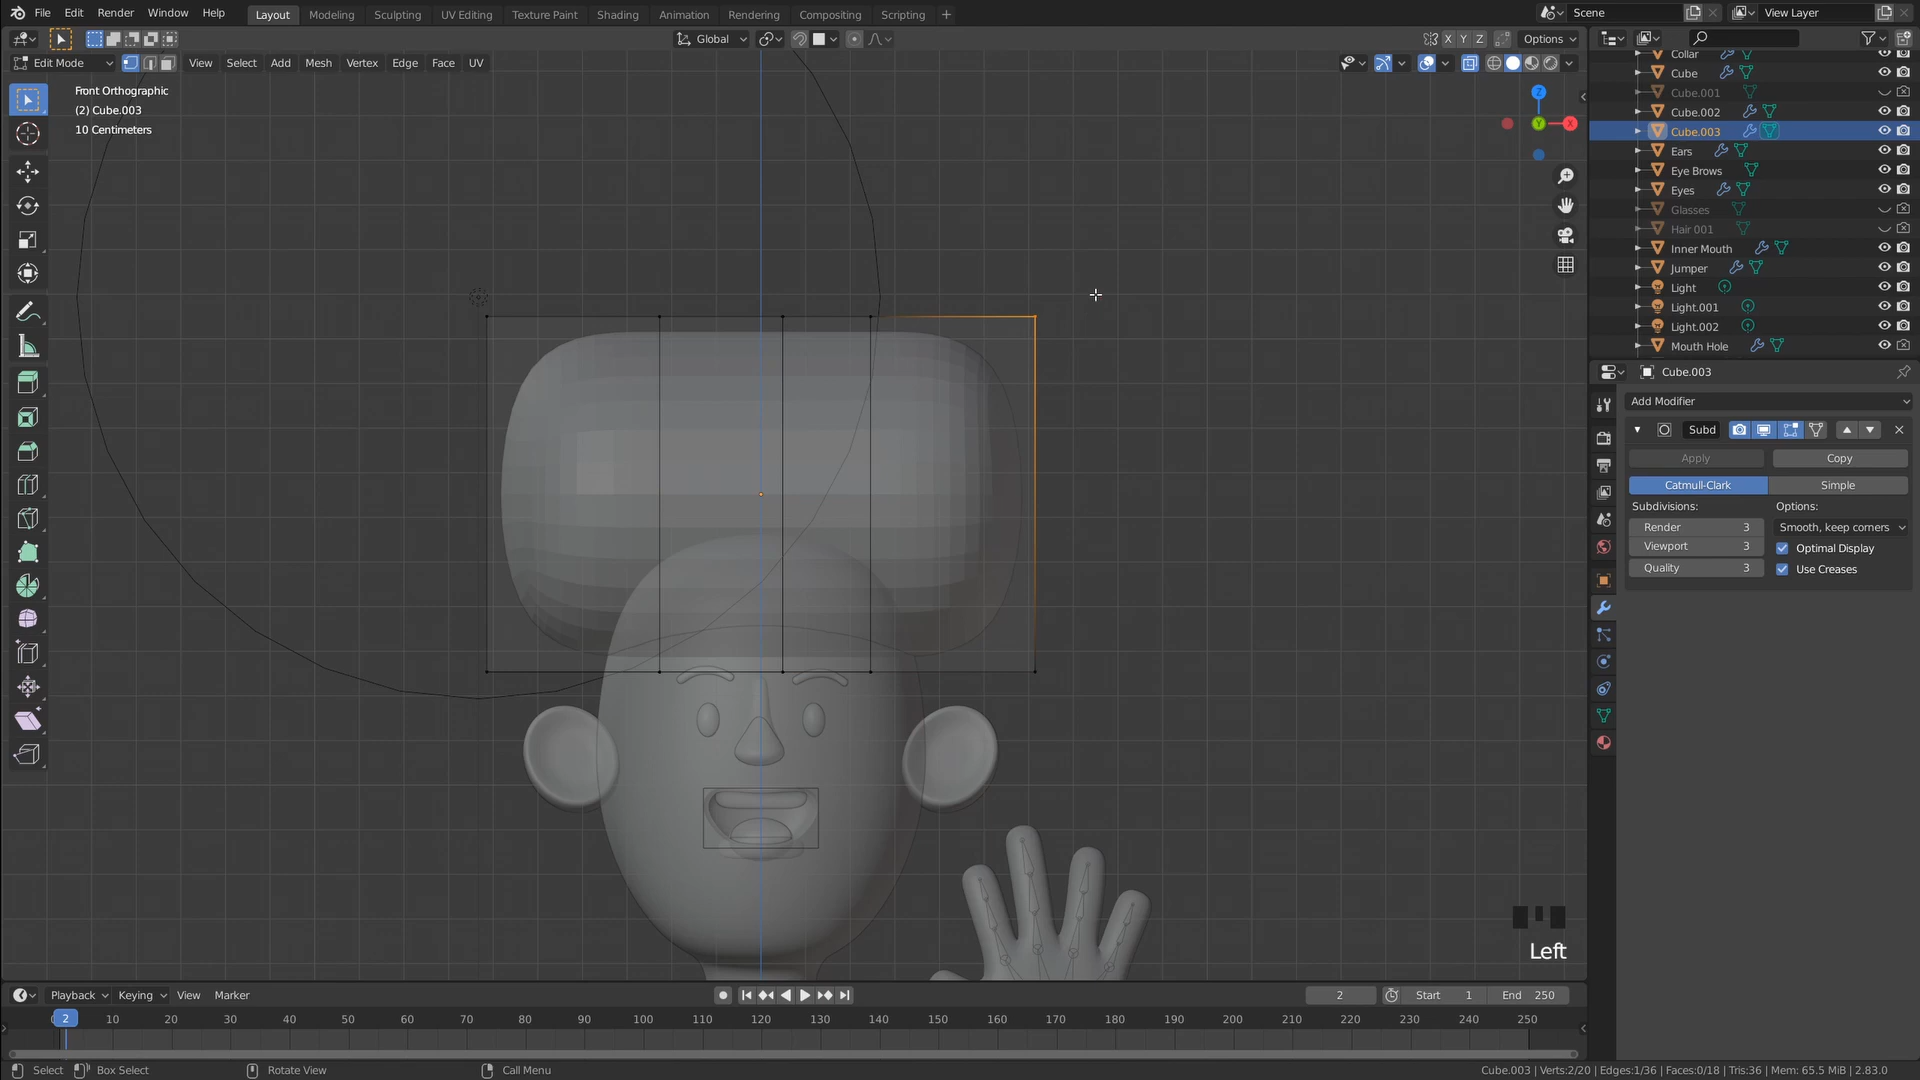 File Edit Render Window Help Layout Modeling Sculpting UV Editing Texture Paint Shading Animation Rendering Compositing Scripting + Scene View Layer
Global X Y Z Options
Edit Mode View Select Add Mesh Vertex Edge Face UV
Front Orthographic
(2) Cube.003
10 Centimeters
Z
Y
X
Left
Collar
Cube
Cube.001
Cube.002
Cube.003
Ears
Eye Brows
Eyes
Glasses
Hair 001
Inner Mouth
Jumper
Light
Light.001
Light.002
Mouth Hole
Cube.003
Add Modifier
Subd
Apply Copy
Catmull-Clark Simple
Subdivisions: Options:
Render 3 Smooth, keep corners
Viewport 3 Optimal Display
Quality 3 Use Creases
Playback Keying View Marker 2 Start 1 End 250
2 10 20 30 40 50 60 70 80 90 100 110 120 130 140 150 160 170 180 190 200 210 220 230 240 250
Select Box Select Rotate View Call Menu Cube.003 | Verts:2/20 | Edges:1/36 | Faces:0/18 | Tris:36 | Mem: 65.5 MiB | 2.83.0